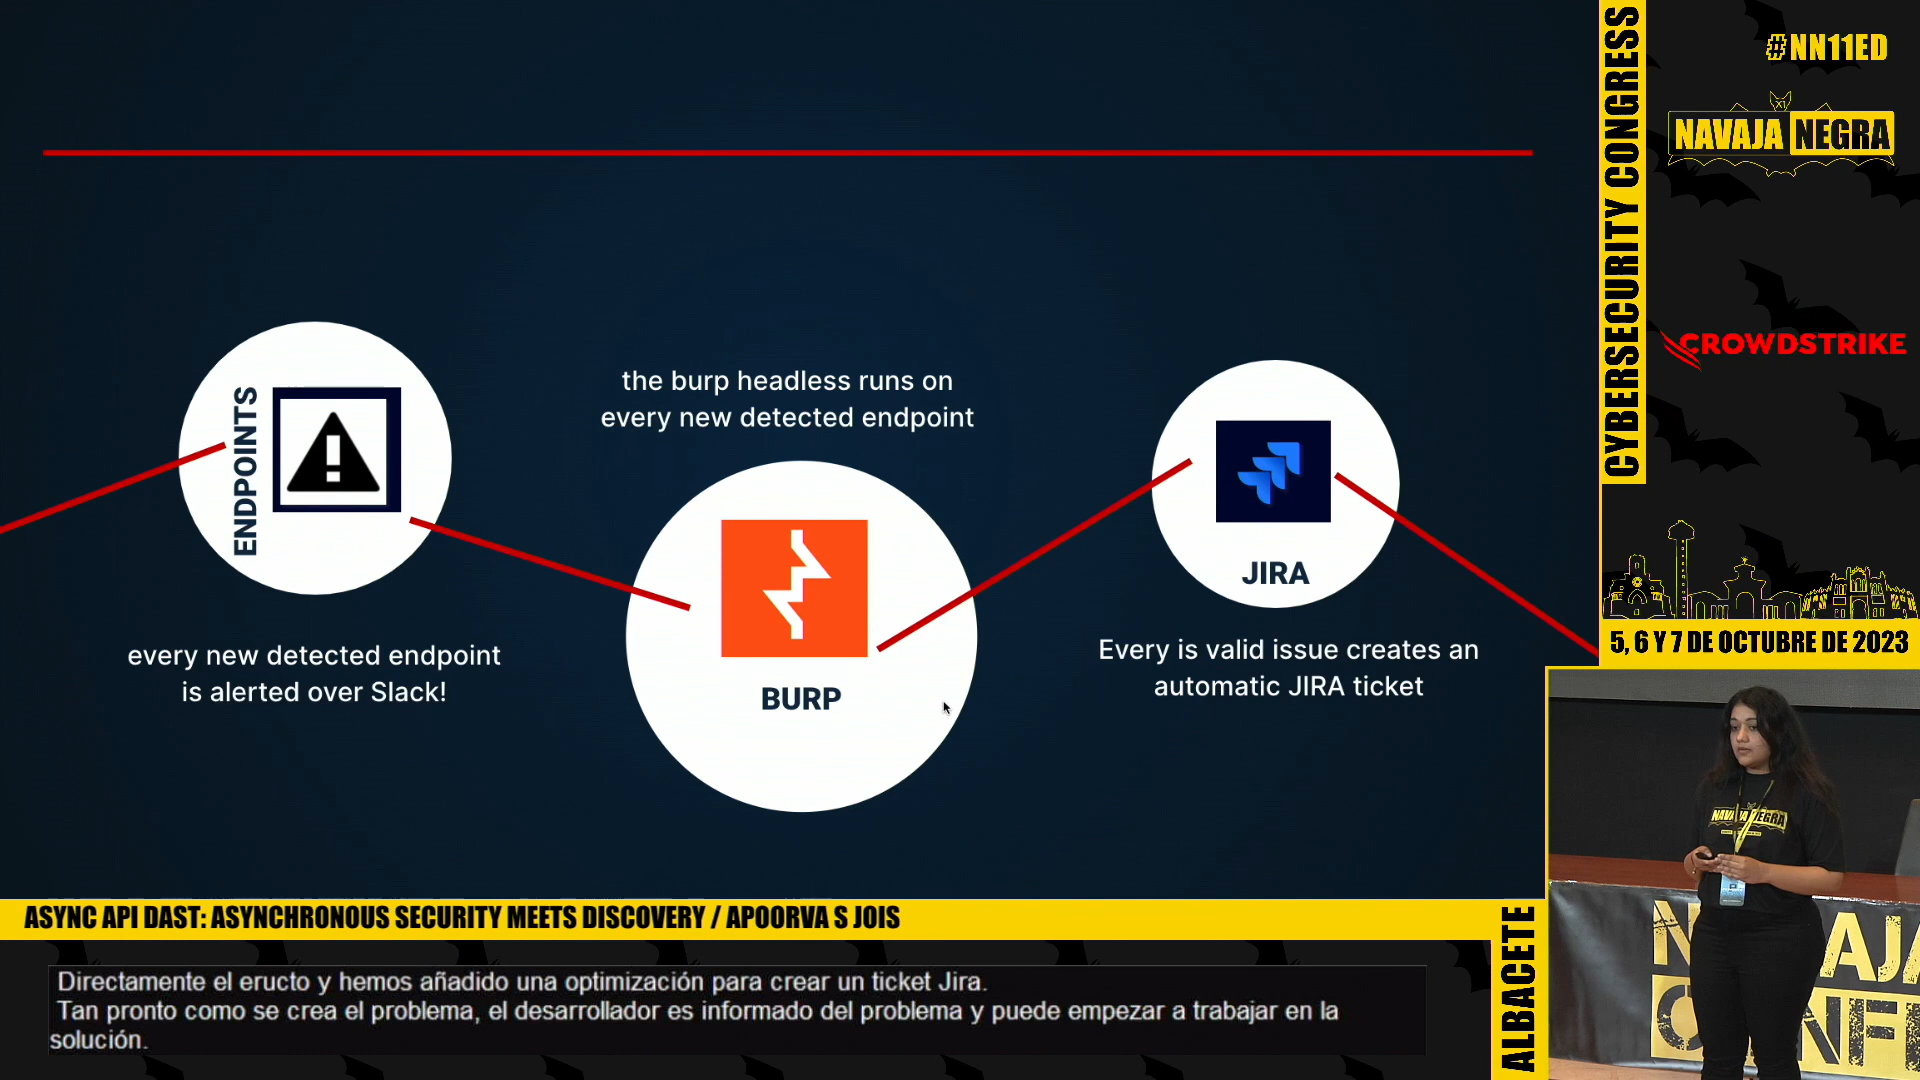 #NN11ED
NAVAJA NEGRA
CYBERSECURITY CONGRESS
CROWDSTRIKE
5, 6 Y 7 DE OCTUBRE DE 2023
ENDPOINTS
every new detected endpoint
is alerted over Slack!
the burp headless runs on
every new detected endpoint
BURP
JIRA
Every is valid issue creates an
automatic JIRA ticket
ASYNC API DAST: ASYNCHRONOUS SECURITY MEETS DISCOVERY / APOORVA S JOIS
Directamente el eructo y hemos añadido una optimización para crear un ticket Jira.
Tan pronto como se crea el problema, el desarrollador es informado del problema y puede empezar a trabajar en la
solución.
ALBACETE
NAVAJA NEGRA